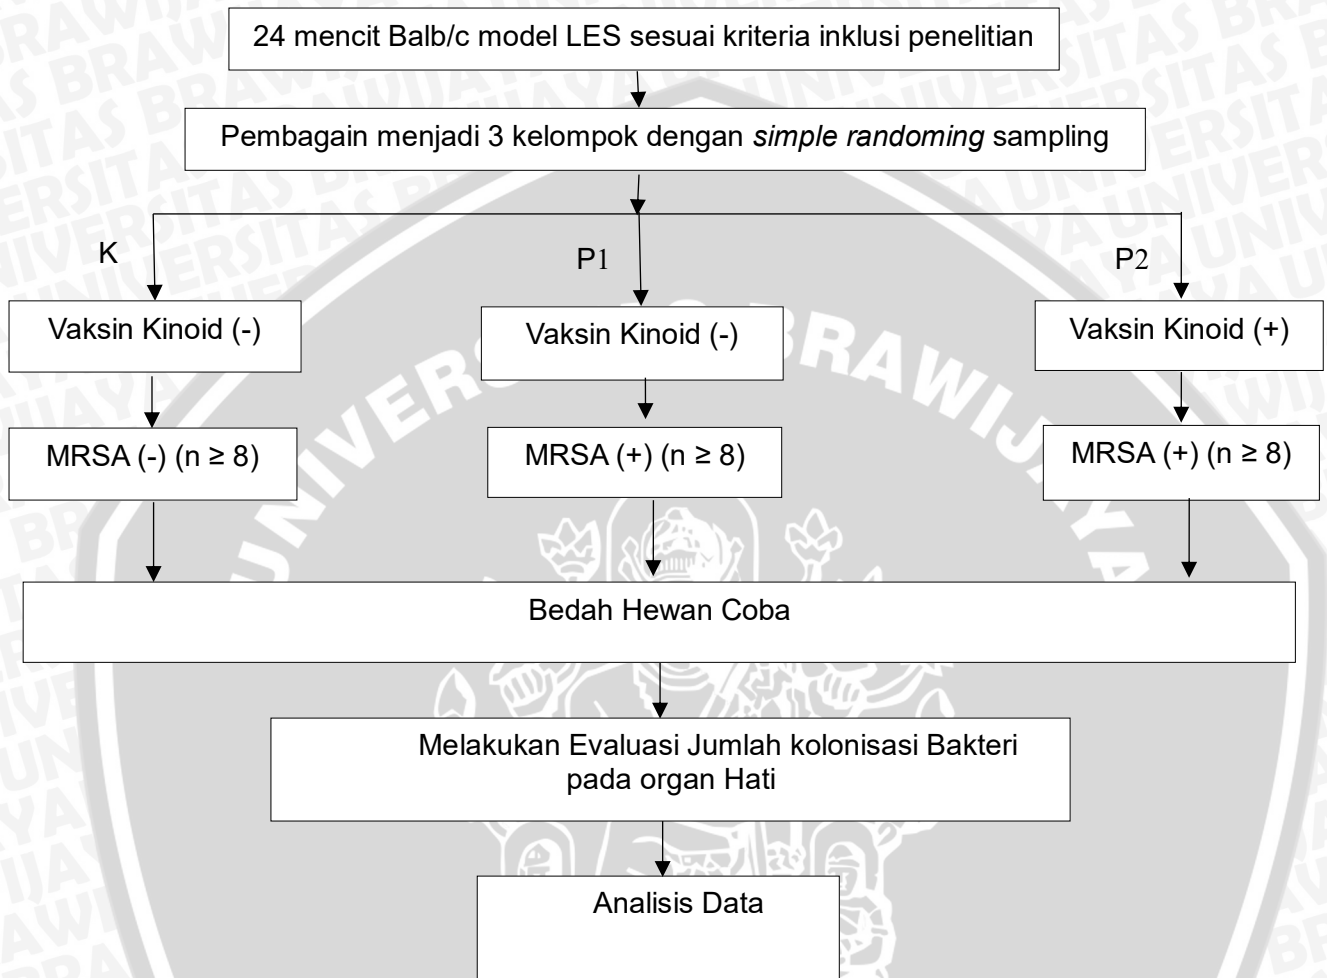 24 mencit Balb/c model LES sesuai kriteria inklusi penelitian
Pembagain menjadi 3 kelompok dengan simple randoming sampling
K
P1
P2
Vaksin Kinoid (-)
Vaksin Kinoid (-)
Vaksin Kinoid (+)
MRSA (-) (n ≥ 8)
MRSA (+) (n ≥ 8)
MRSA (+) (n ≥ 8)
Bedah Hewan Coba
Melakukan Evaluasi Jumlah kolonisasi Bakteri
pada organ Hati
Analisis Data